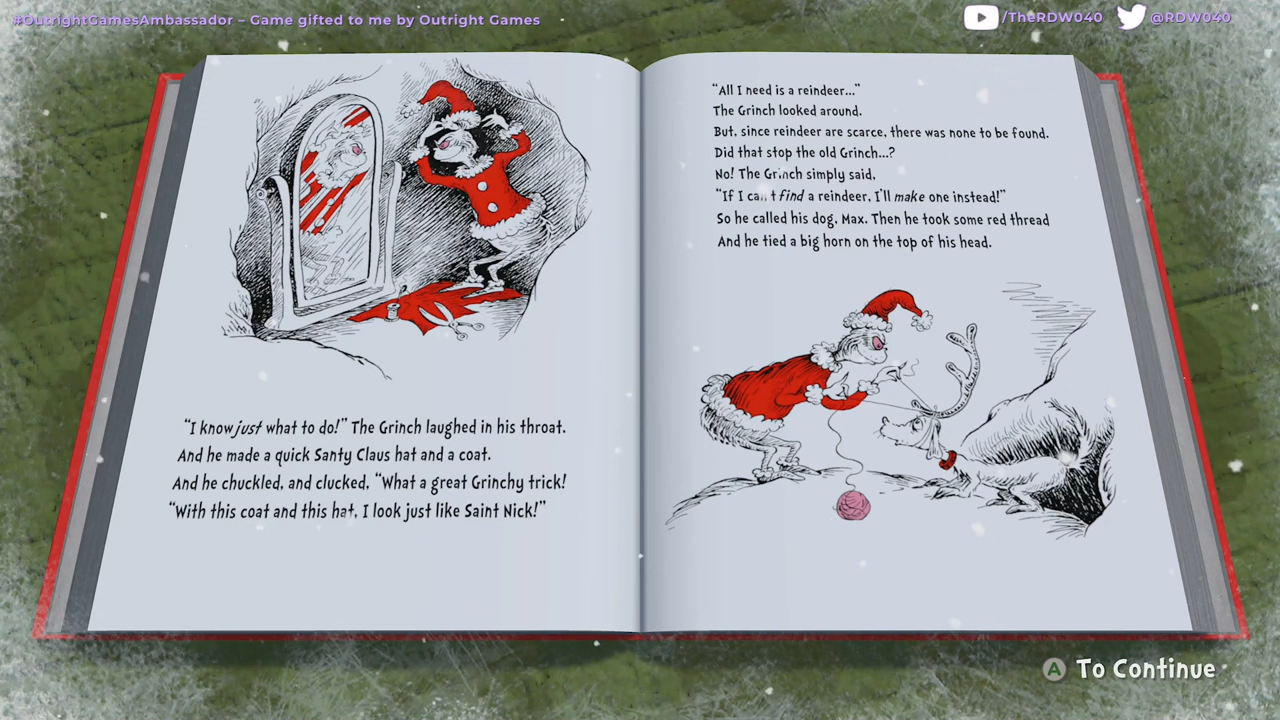 #OutrightGamesAmbassador – Game gifted to me by Outright Games
/TheRDW040
@RDW040
"I know just what to do!" The Grinch laughed in his throat.
And he made a quick Santy Claus hat and a coat.
And he chuckled, and clucked, "What a great Grinchy trick!
"With this coat and this hat, I look just like Saint Nick!"
"All I need is a reindeer..."
The Grinch looked around.
But, since reindeer are scarce, there was none to be found.
Did that stop the old Grinch...?
No! The Grinch simply said,
"If I can't find a reindeer, I'll make one instead!"
So he called his dog, Max. Then he took some red thread
And he tied a big horn on the top of his head.
A To Continue